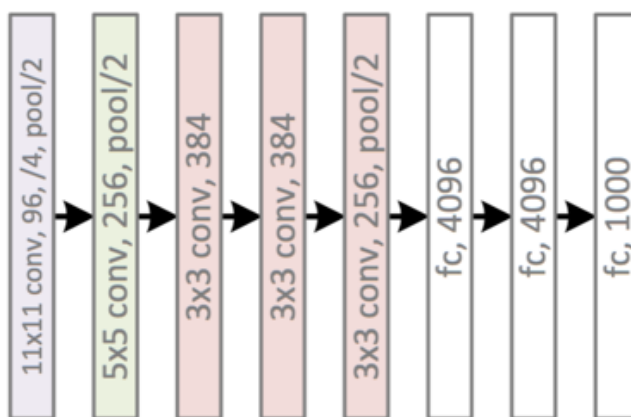 11x11 conv, 96, /4, pool/2
5x5 conv, 256, pool/2
3x3 conv, 384
3x3 conv, 384
3x3 conv, 256, pool/2
fc, 4096
fc, 4096
fc, 1000